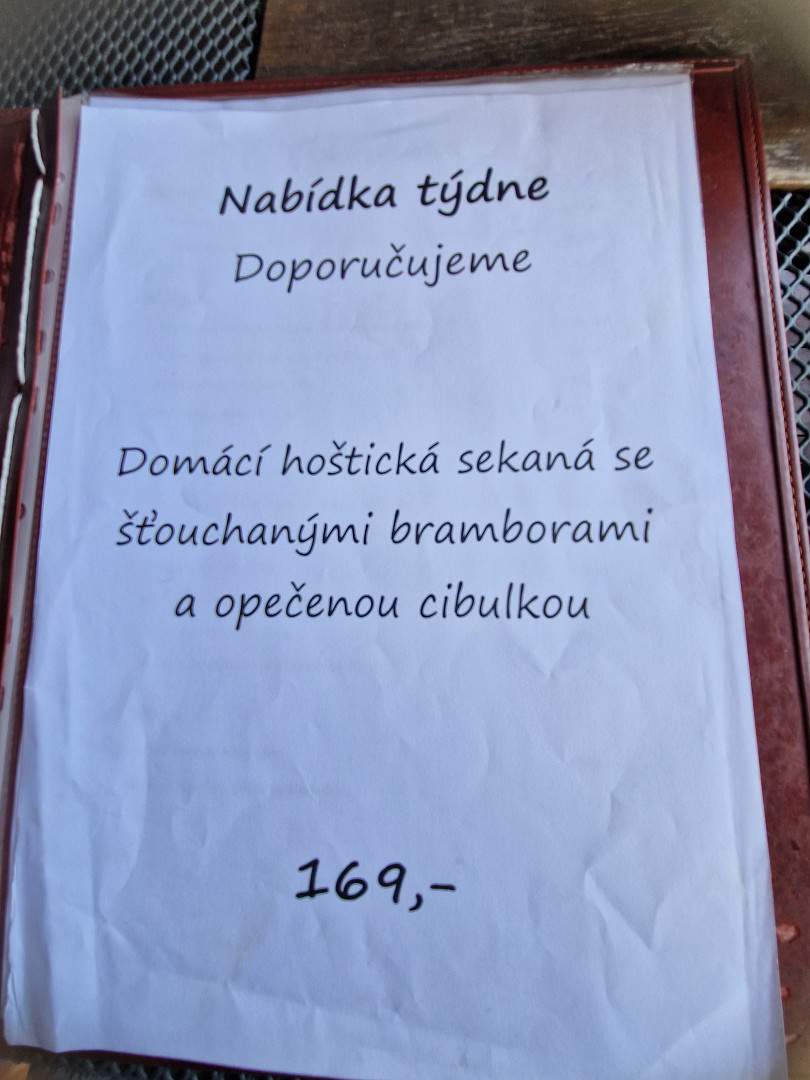 Nabídka týdne
Doporučujeme
Domácí hoštická sekaná se
šťouchanými bramborami
a opečenou cibulkou
169,-